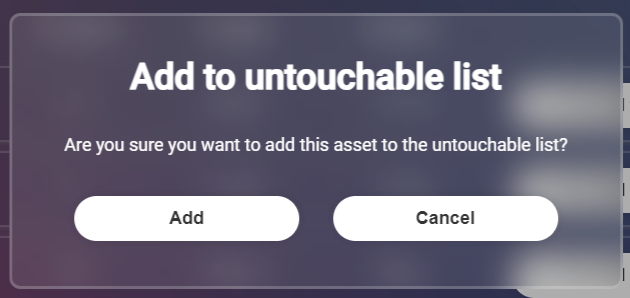 Add to untouchable list
Are you sure you want to add this asset to the untouchable list?
Add
Cancel